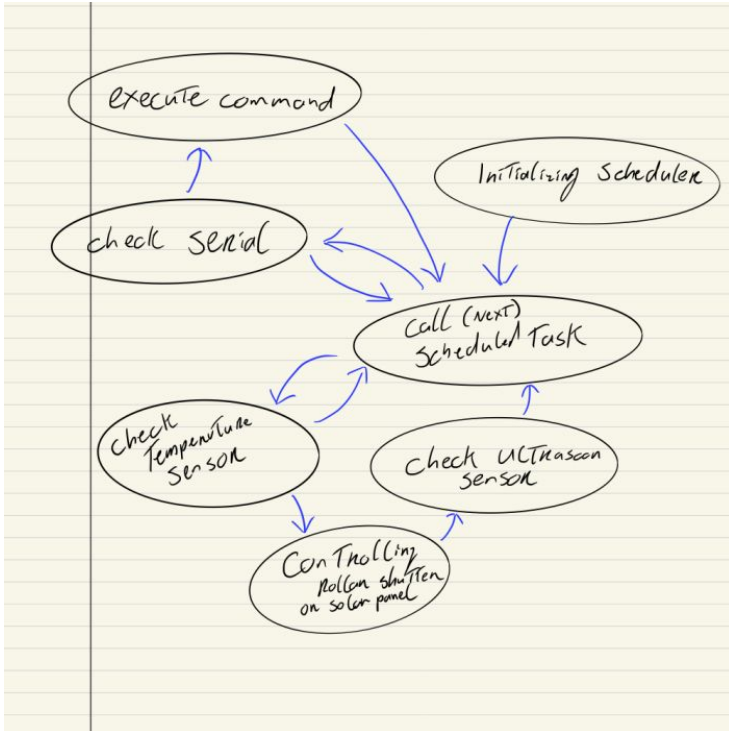 execute command
Initializing Scheduler
check serial
Call (Next)
Scheduled Task
check
Temperature
sensor
check Ultrasoon
sensor
Controlling
Rollan shutter
on solar panel